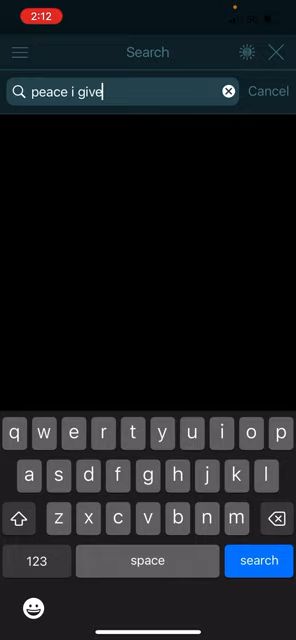 2:12
Search
peace i give
Cancel
q w e r t y u i o p
a s d f g h j k l
z x c v b n m
123 space search